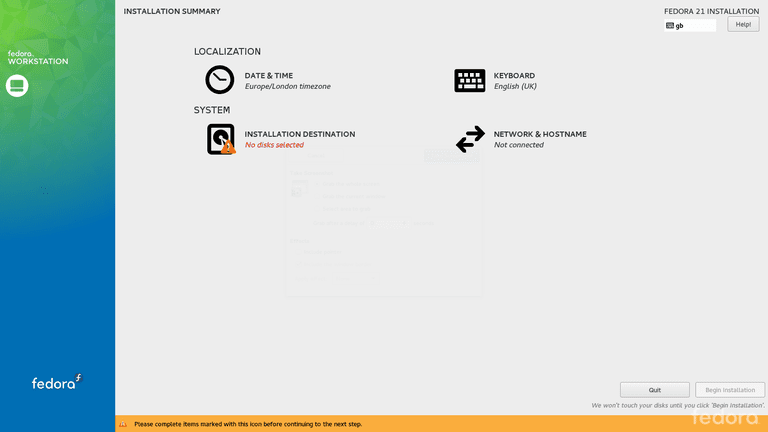 INSTALLATION SUMMARY
FEDORA 21 INSTALLATION
gb
Help!
fedora
WORKSTATION
LOCALIZATION
DATE & TIME
Europe/London timezone
KEYBOARD
English (UK)
SYSTEM
INSTALLATION DESTINATION
No disks selected
NETWORK & HOSTNAME
Not connected
fedora
Quit
Begin Installation
We won't touch your disks until you click 'Begin Installation'.
fedora
Please complete items marked with this icon before continuing to the next step.